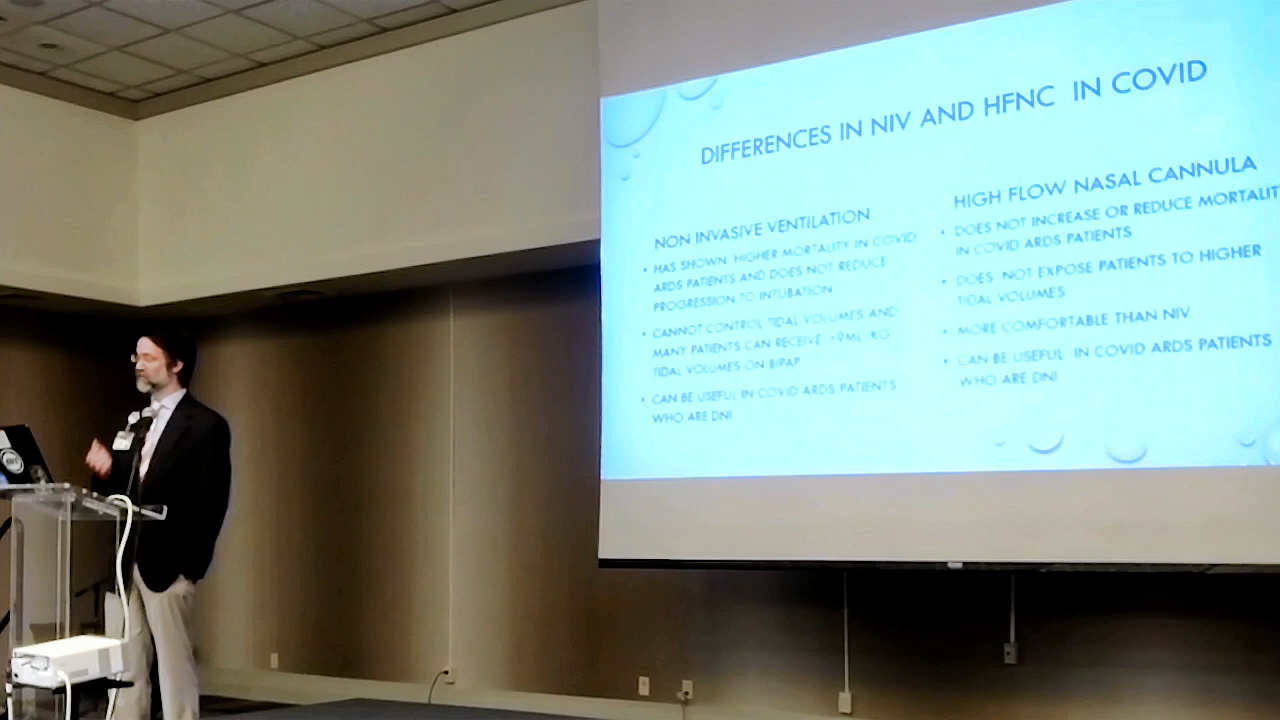 DIFFERENCES IN NIV AND HFNC IN COVID
NON INVASIVE VENTILATION
• HAS SHOWN HIGHER MORTALITY IN COVID
ARDS PATIENTS AND DOES NOT REDUCE
PROGRESSION TO INTUBATION
• CANNOT CONTROL TIDAL VOLUMES AND
MANY PATIENTS CAN RECEIVE >9ML KG
TIDAL VOLUMES ON BIPAP
• CAN BE USEFUL IN COVID ARDS PATIENTS
WHO ARE DNI
HIGH FLOW NASAL CANNULA
• DOES NOT INCREASE OR REDUCE MORTALIT
IN COVID ARDS PATIENTS
• DOES NOT EXPOSE PATIENTS TO HIGHER
TIDAL VOLUMES
• MORE COMFORTABLE THAN NIV
• CAN BE USEFUL IN COVID ARDS PATIENTS
WHO ARE DNI